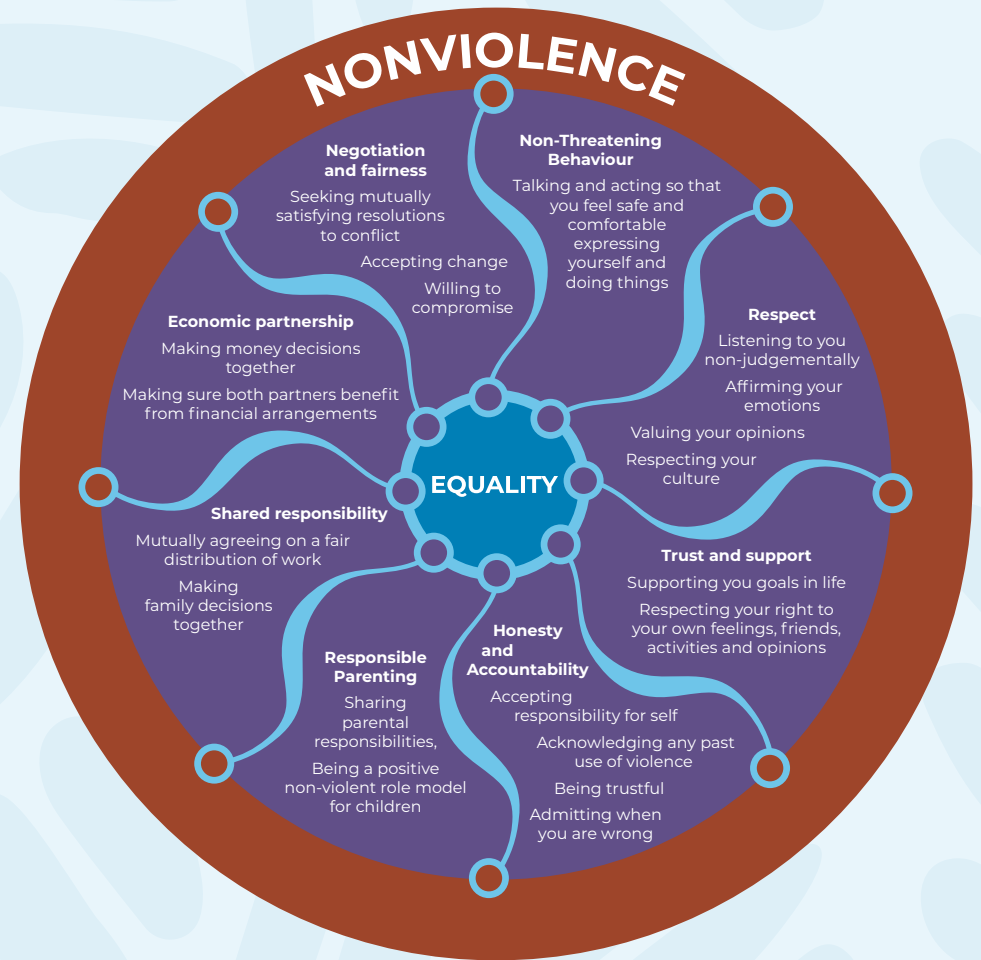 NONVIOLENCE
Non-Threatening
Behaviour
Talking and acting so that
you feel safe and
comfortable
expressing
yourself and
doing things
Respect
Listening to you
non-judgementally
Affirming your
emotions
Valuing your opinions
Respecting your
culture
Trust and support
Supporting you goals in life
Respecting your right to
your own feelings, friends,
activities and opinions
Honesty
and
Accountability
Accepting
responsibility for self
Acknowledging any past
use of violence
Being trustful
Admitting when
you are wrong
Responsible
Parenting
Sharing
parental
responsibilities,
Being a positive
non-violent role model
for children
Shared responsibility
Mutually agreeing on a fair
distribution of work
Making
family decisions
together
Economic partnership
Making money decisions
together
Making sure both partners benefit
from financial arrangements
Negotiation
and fairness
Seeking mutually
satisfying resolutions
to conflict
Accepting change
Willing to
compromise
EQUALITY